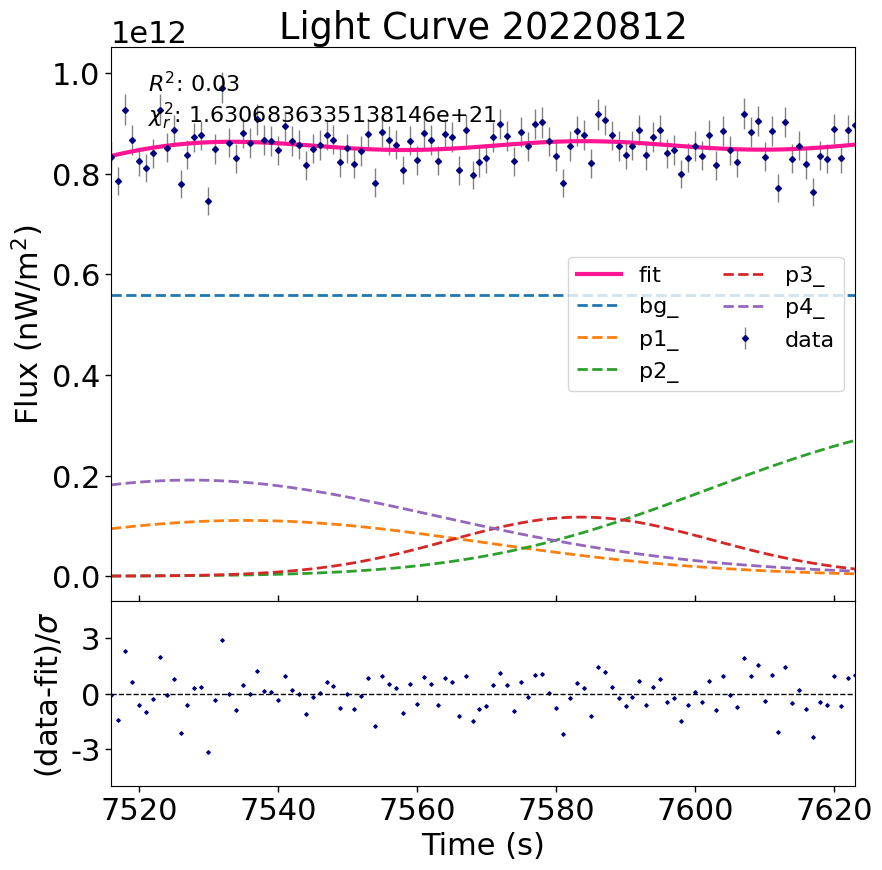 Light Curve 20220812
1e12
R²: 0.03
χ²ᵣ: 1.6306836335138146e+21
1.0
0.8
0.6
0.4
0.2
0.0
Flux (nW/m²)
fit
bg_
p1_
p2_
p3_
p4_
data
3
0
-3
(data-fit)/σ
7520 7540 7560 7580 7600 7620
Time (s)